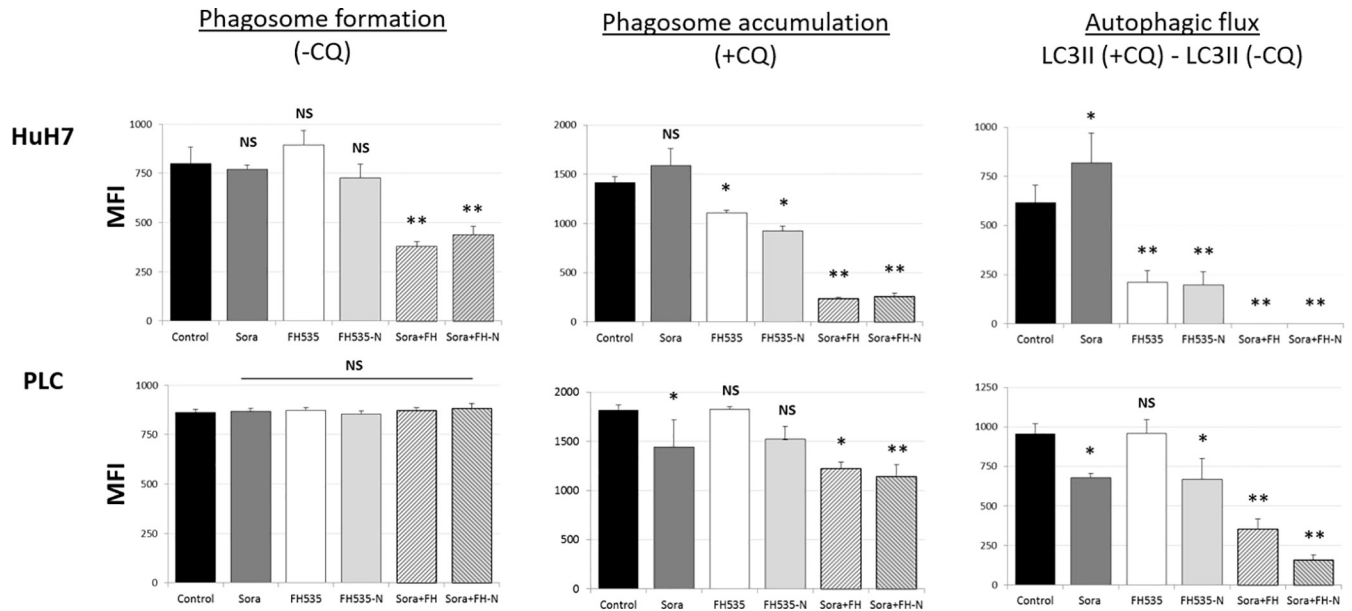 Phagosome formation
(-CQ)
Phagosome accumulation
(+CQ)
Autophagic flux
LC3II (+CQ) - LC3II (-CQ)
HuH7
MFI
1000
750
500
250
0
NS
NS
NS
**
**
Control Sora FH535 FH535-N Sora+FH Sora+FH-N
2000
1500
1000
500
0
NS
*
*
**
**
Control Sora FH535 FH535-N Sora+FH Sora+FH-N
1000
750
500
250
0
*
**
**
**
**
Control Sora FH535 FH535-N Sora+FH Sora+FH-N
PLC
MFI
1000
750
500
250
0
NS
Control Sora FH535 FH535-N Sora+FH Sora+FH-N
2000
1500
1000
500
0
*
NS
NS
*
**
Control Sora FH535 FH535-N Sora+FH Sora+FH-N
1250
1000
750
500
250
0
*
NS
*
**
**
Control Sora FH535 FH535-N Sora+FH Sora+FH-N